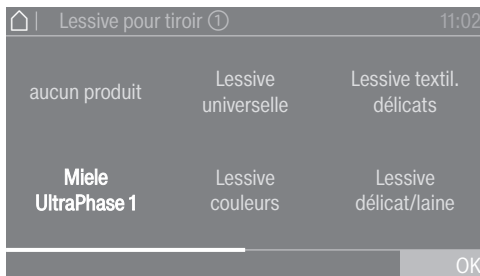 Lessive pour tiroir ①
11:02
aucun produit
Lessive
universelle
Lessive textil.
délicats
Miele
UltraPhase 1
Lessive
couleurs
Lessive
délicat/laine
OK